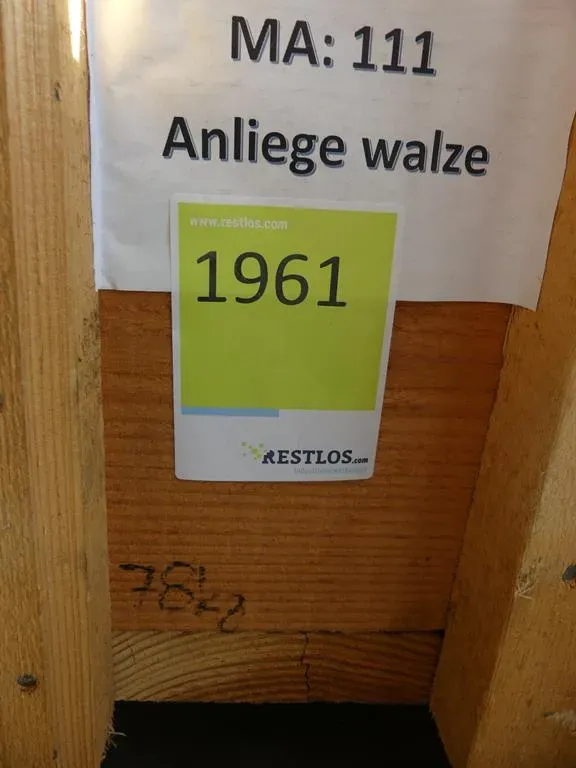 MA: 111
Anliege walze
www.restlos.com
1961
RESTLOS.com